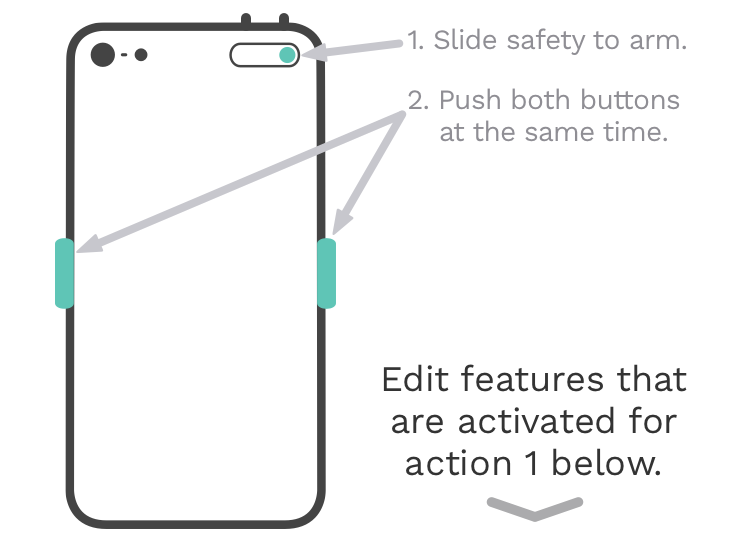 1. Slide safety to arm.
2. Push both buttons
at the same time.
Edit features that
are activated for
action 1 below.